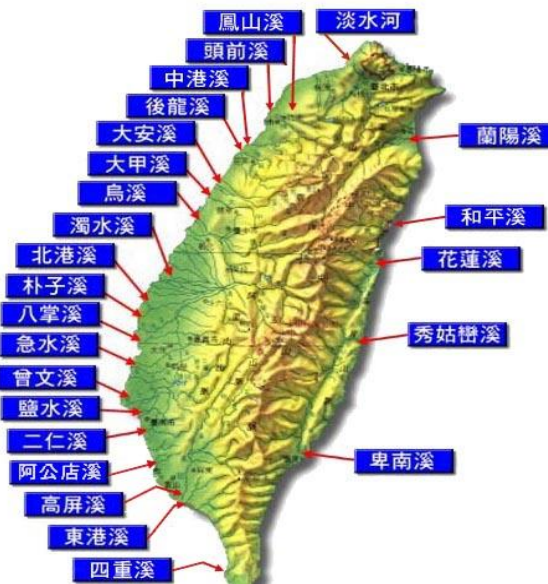 鳳山溪
淡水河
頭前溪
中港溪
後龍溪
大安溪
大甲溪
烏溪
濁水溪
北港溪
朴子溪
八掌溪
急水溪
曾文溪
鹽水溪
二仁溪
阿公店溪
高屏溪
東港溪
四重溪
蘭陽溪
和平溪
花蓮溪
秀姑巒溪
卑南溪